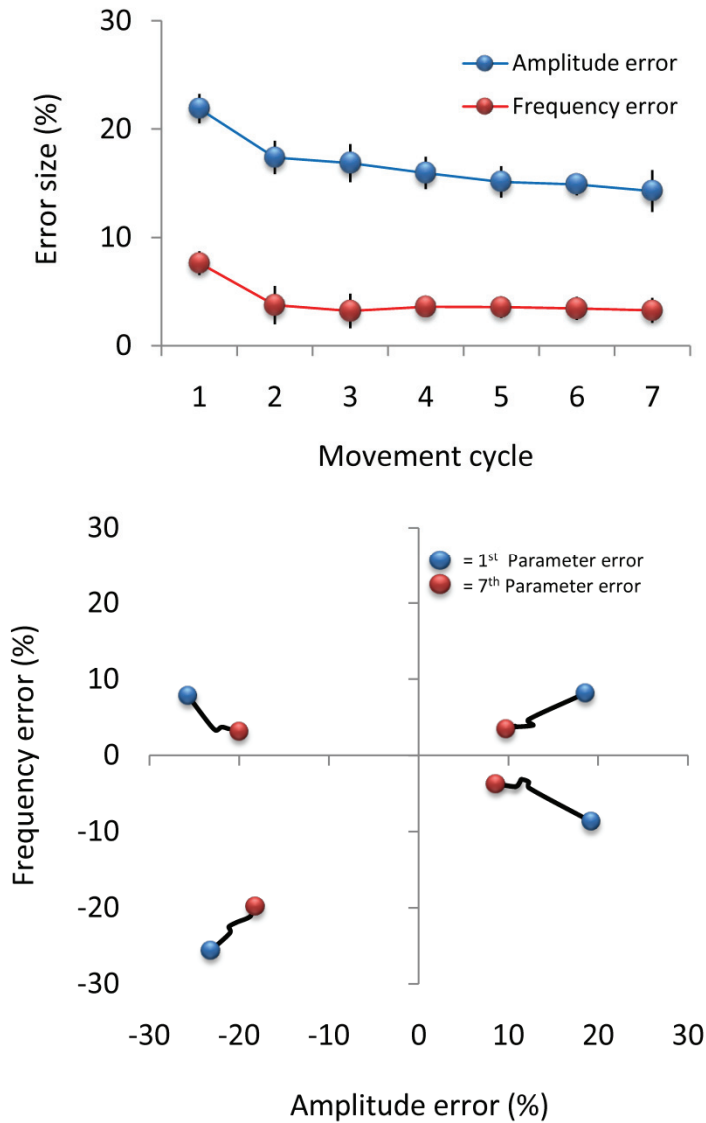 30
Amplitude error
Frequency error
20
Error size (%)
10
0
1 2 3 4 5 6 7
Movement cycle
30
= 1st Parameter error
= 7th Parameter error
20
10
Frequency error (%)
0
-10
-20
-30
-30 -20 -10 0 10 20 30
Amplitude error (%)